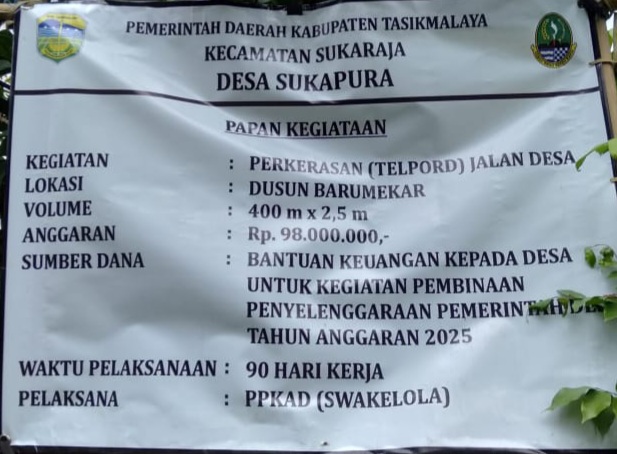 PEMERINTAH DAERAH KABUPATEN TASIKMALAYA
KECAMATAN SUKARAJA
DESA SUKAPURA
PAPAN KEGIATAAN
KEGIATAN : PERKERASAN (TELPORD) JALAN DESA
LOKASI : DUSUN BARUMEKAR
VOLUME : 400 m x 2,5 m
ANGGARAN : Rp. 98.000.000,-
SUMBER DANA : BANTUAN KEUANGAN KEPADA DESA
UNTUK KEGIATAN PEMBINAAN
PENYELENGGARAAN PEMERINTAH
TAHUN ANGGARAN 2025
WAKTU PELAKSANAAN : 90 HARI KERJA
PELAKSANA : PPKAD (SWAKELOLA)